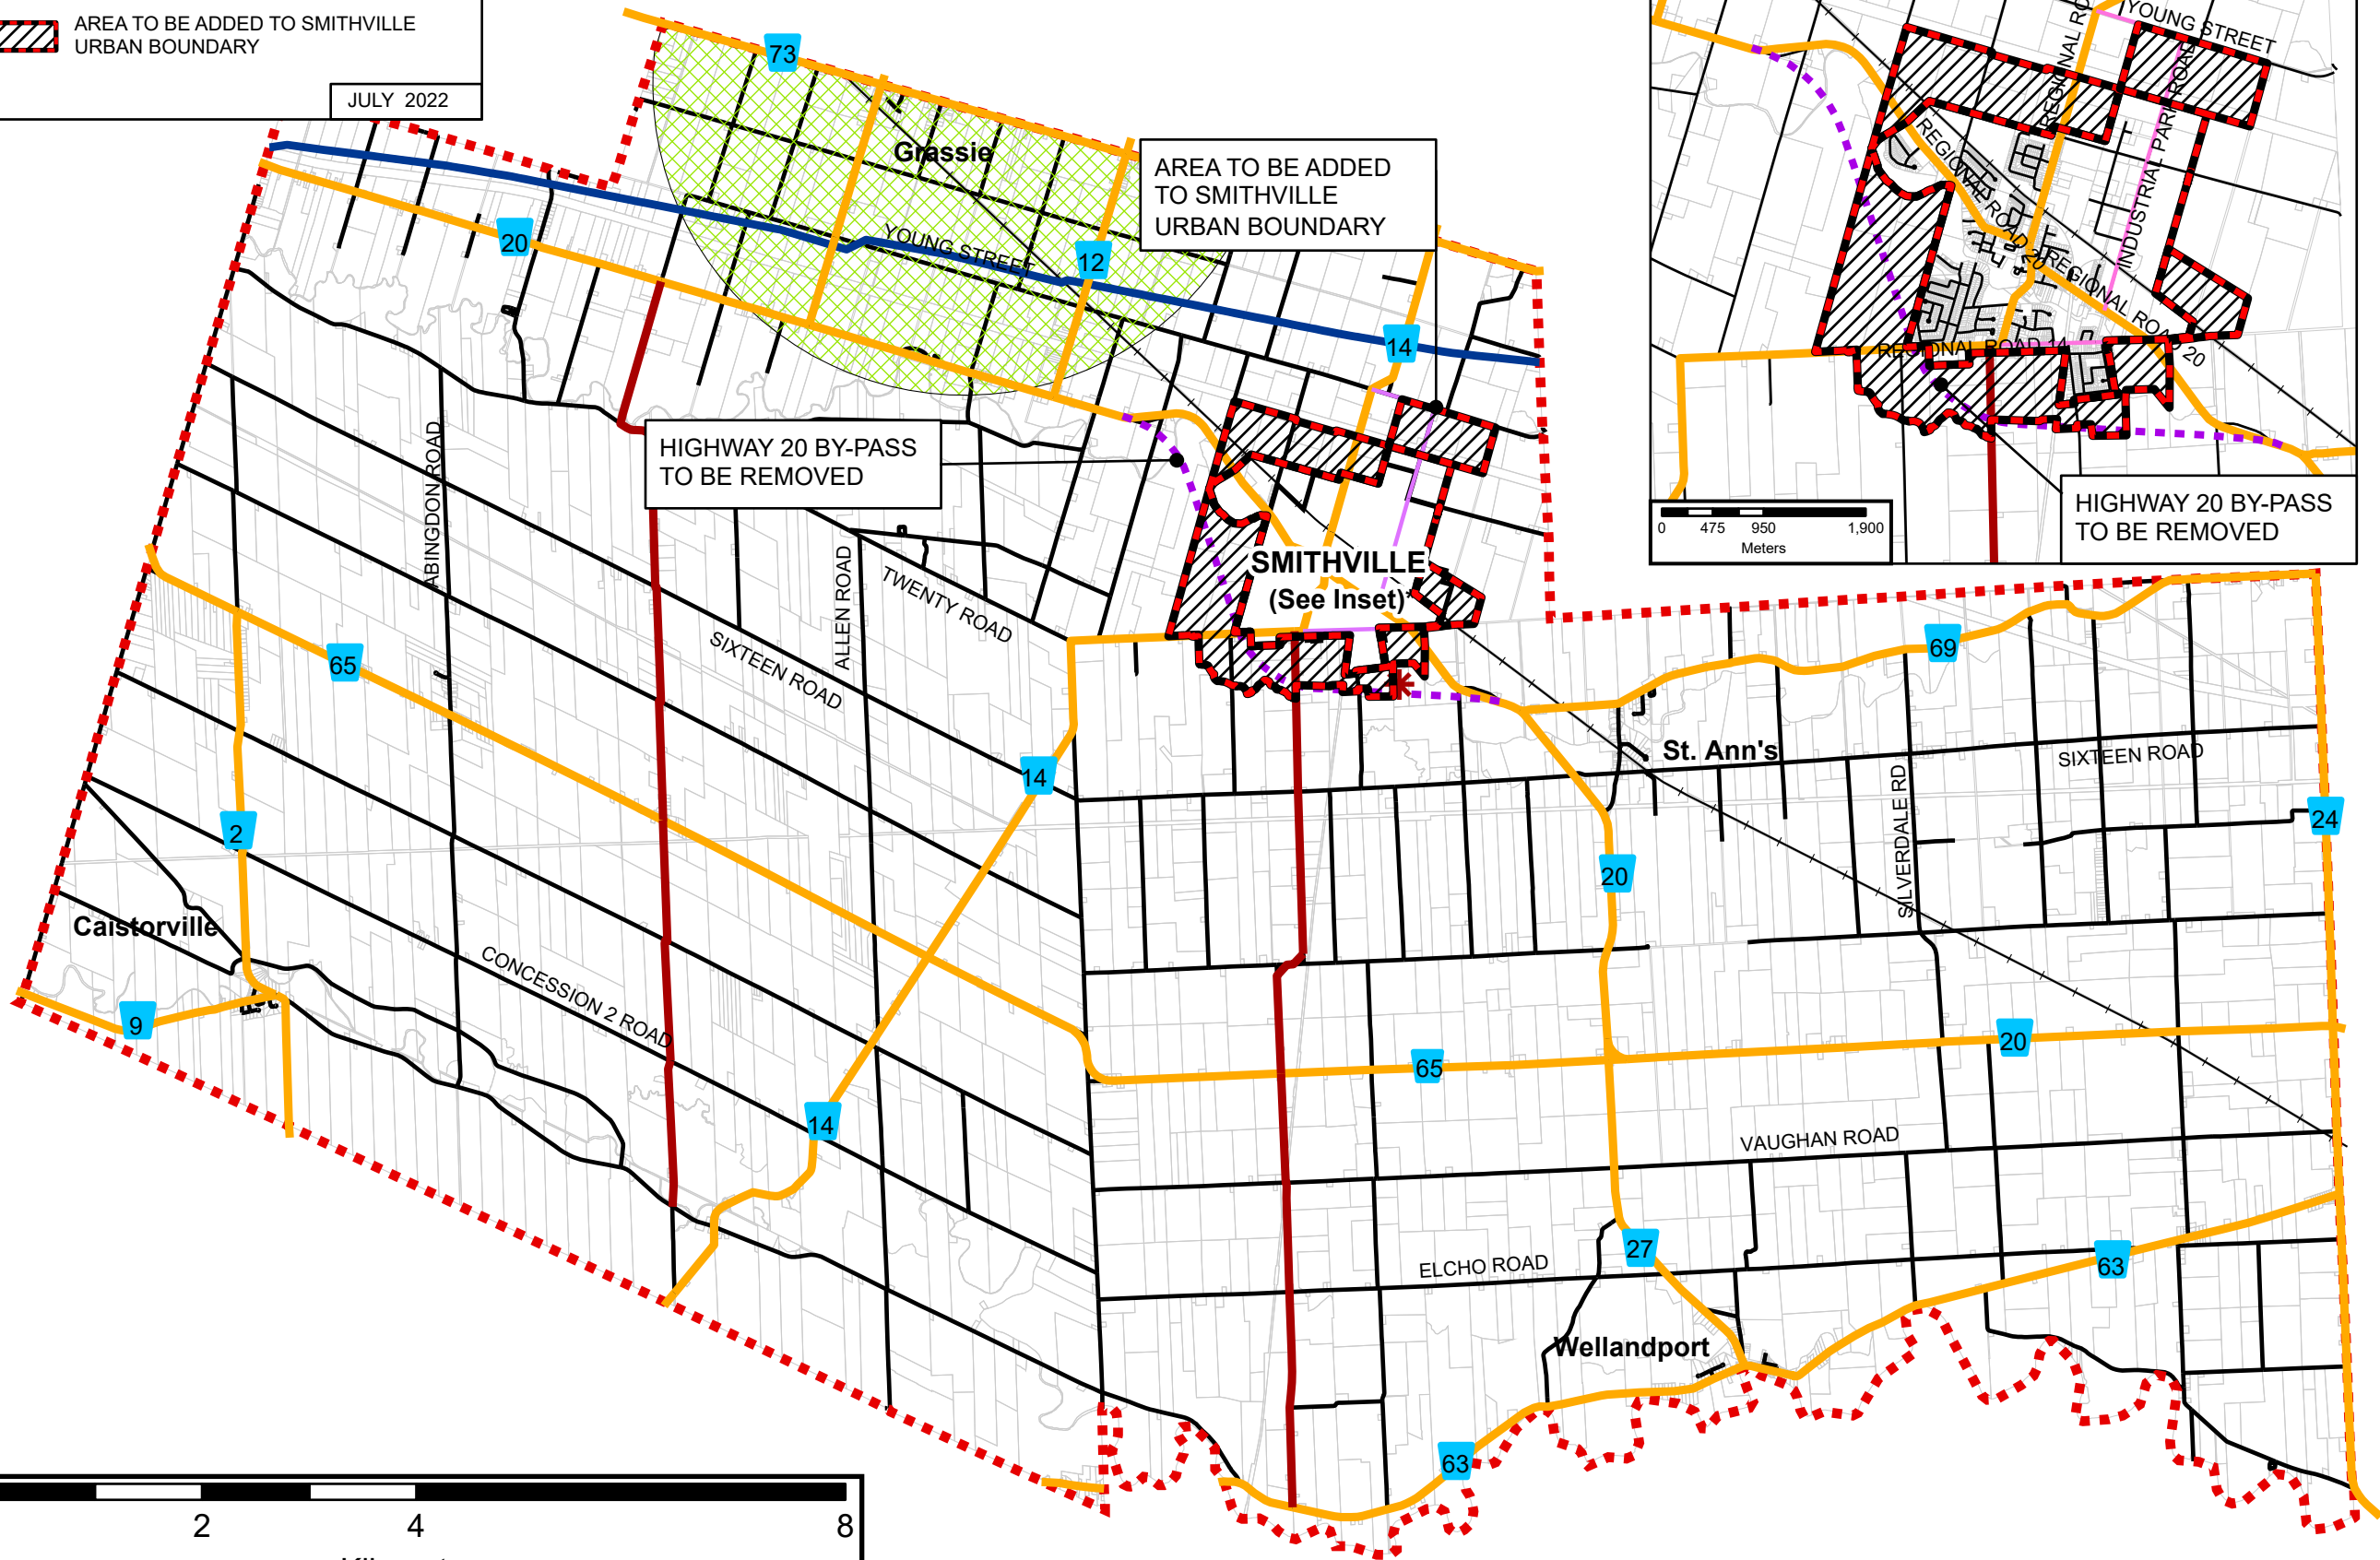 AREA TO BE ADDED TO SMITHVILLE
URBAN BOUNDARY
JULY 2022
73
Grassie
AREA TO BE ADDED
TO SMITHVILLE
URBAN BOUNDARY
20
YOUNG STREET
12
14
HIGHWAY 20 BY-PASS
TO BE REMOVED
ABINGDON ROAD
SMITHVILLE
(See Inset)
ALLEN ROAD
TWENTY ROAD
SIXTEEN ROAD
65
69
14
St. Ann's
SIXTEEN ROAD
SILVERDALE RD
2
24
20
Caistorville
CONCESSION 2 ROAD
9
65
20
14
VAUGHAN ROAD
ELCHO ROAD
27
63
Wellandport
63
2
4
8
YOUNG STREET
INDUSTRIAL PARK ROAD
REGIONAL ROAD 20
REGIONAL ROAD 20
REGIONAL ROAD 14
HIGHWAY 20 BY-PASS
TO BE REMOVED
0 475 950 1,900
Meters